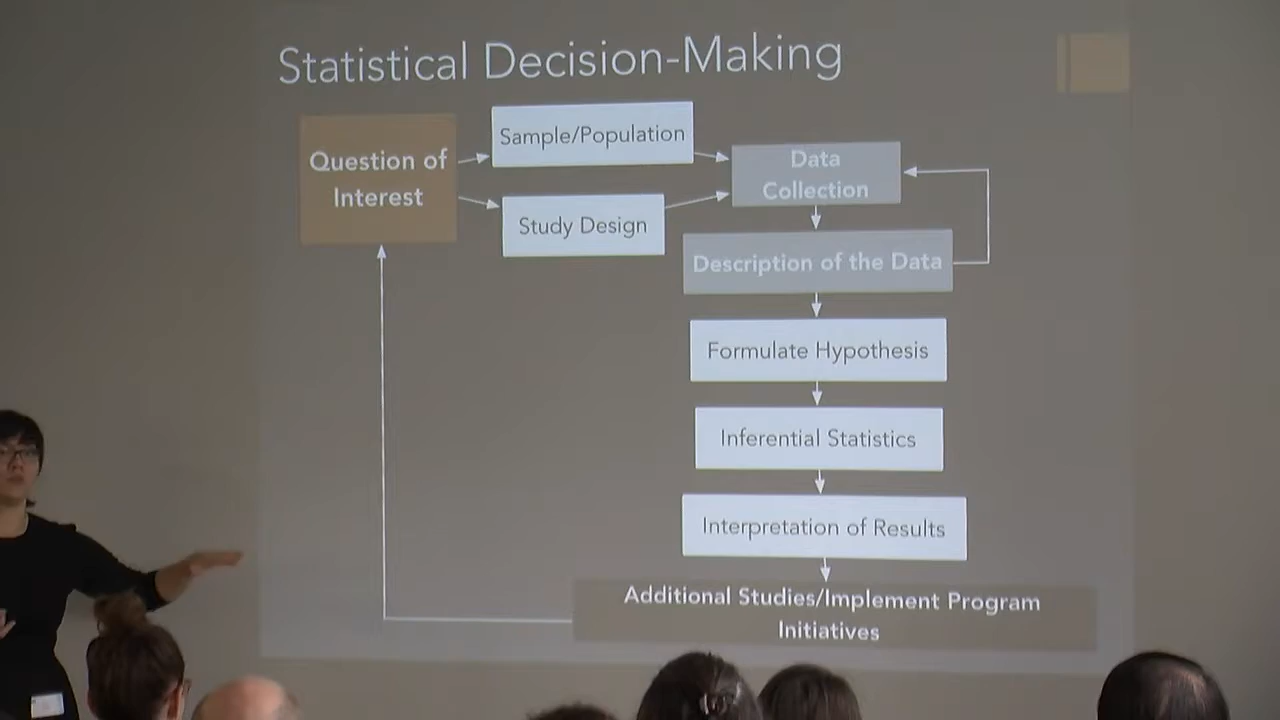 Statistical Decision-Making
Question of
Interest
Sample/Population
Study Design
Data
Collection
Description of the Data
Formulate Hypothesis
Inferential Statistics
Interpretation of Results
Additional Studies/Implement Program
Initiatives